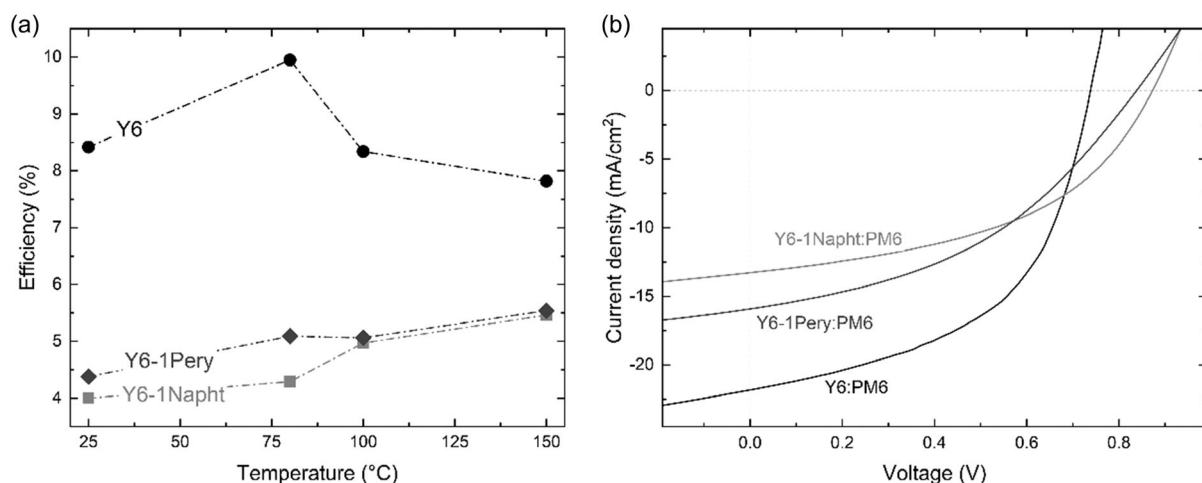 (a)
10
9
8
7
6
5
4
Efficiency (%)
Y6
Y6-1Pery
Y6-1Napht
25 50 75 100 125 150
Temperature (°C)
(b)
0
-5
-10
-15
-20
Current density (mA/cm²)
Y6-1Napht:PM6
Y6-1Pery:PM6
Y6:PM6
0.0 0.2 0.4 0.6 0.8
Voltage (V)